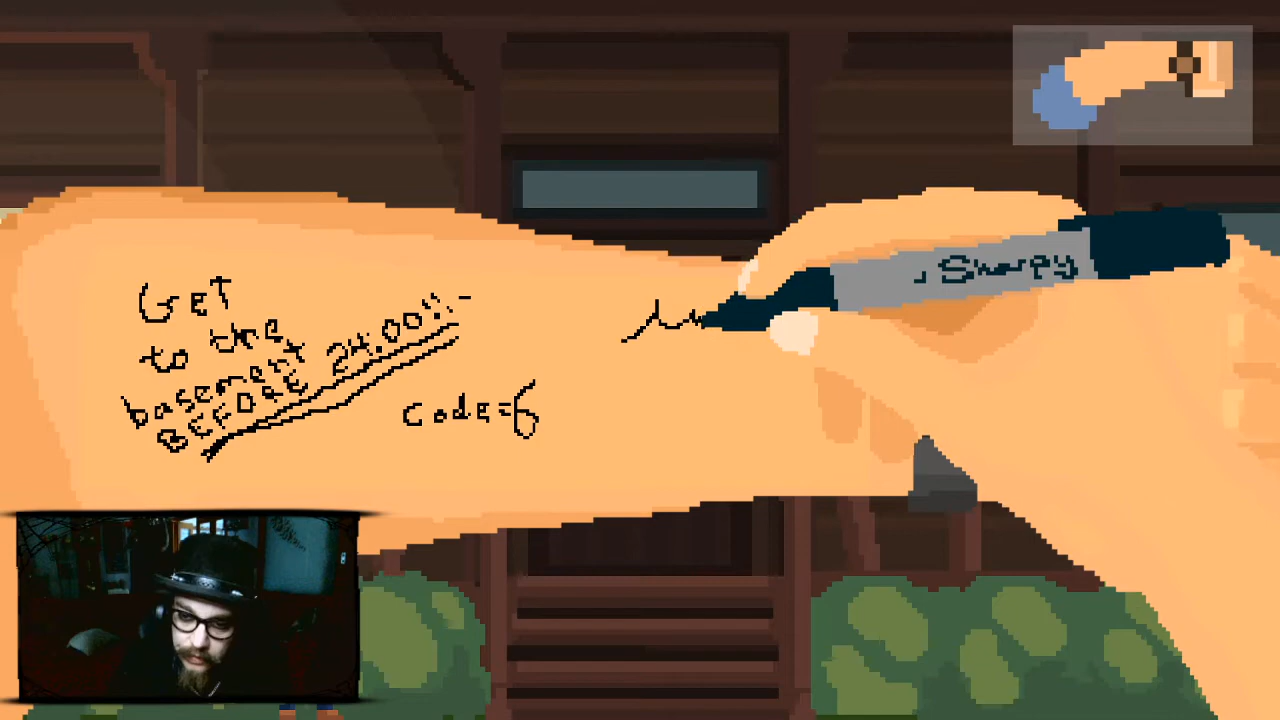 Get
to the
basement
BEFORE 24.00!!
Code=6
Sharpy